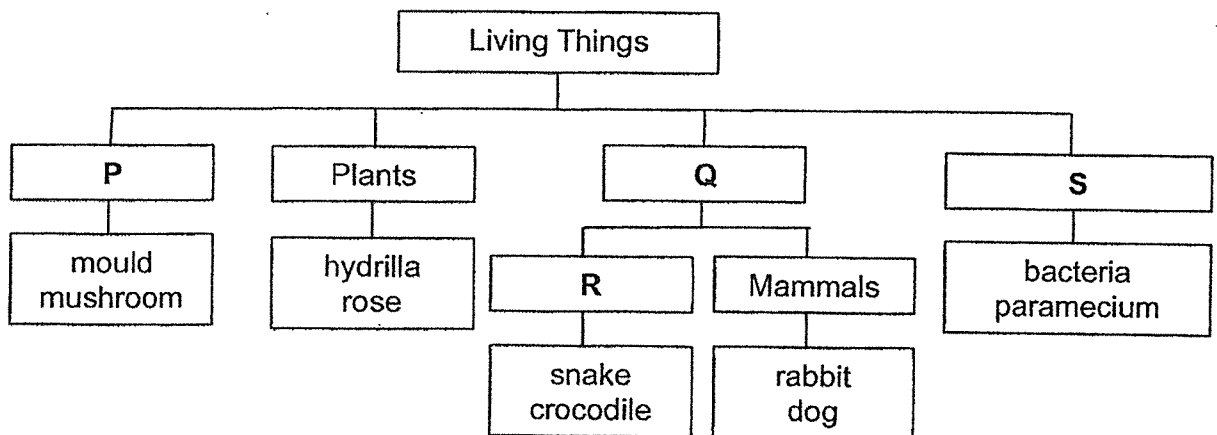 Living Things
P
Plants
Q
S
mould
mushroom
hydrilla
rose
R
Mammals
bacteria
paramecium
snake
crocodile
rabbit
dog